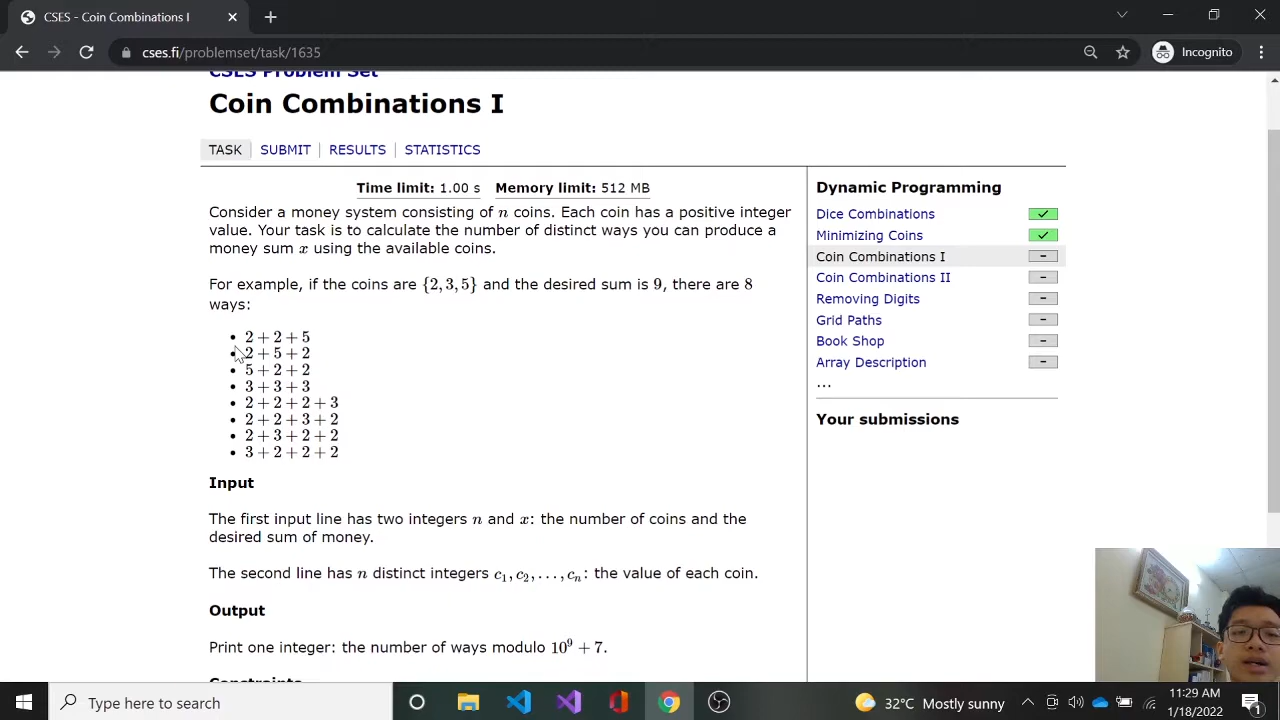 CSES - Coin Combinations I
cses.fi/problemset/task/1635
Incognito
CSES Problem Set
Coin Combinations I
TASK
SUBMIT
RESULTS
STATISTICS
Time limit: 1.00 s Memory limit: 512 MB
Consider a money system consisting of n coins. Each coin has a positive integer
value. Your task is to calculate the number of distinct ways you can produce a
money sum x using the available coins.
For example, if the coins are {2, 3, 5} and the desired sum is 9, there are 8
ways:
• 2 + 2 + 5
• 2 + 5 + 2
• 5 + 2 + 2
• 3 + 3 + 3
• 2 + 2 + 2 + 3
• 2 + 2 + 3 + 2
• 2 + 3 + 2 + 2
• 3 + 2 + 2 + 2
Input
The first input line has two integers n and x: the number of coins and the
desired sum of money.
The second line has n distinct integers c₁, c₂, …, cₙ: the value of each coin.
Output
Print one integer: the number of ways modulo 10⁹ + 7.
Constraints
Dynamic Programming
Dice Combinations
Minimizing Coins
Coin Combinations I
Coin Combinations II
Removing Digits
Grid Paths
Book Shop
Array Description
...
Your submissions
Type here to search
32°C Mostly sunny
11:29 AM
1/18/2022
1